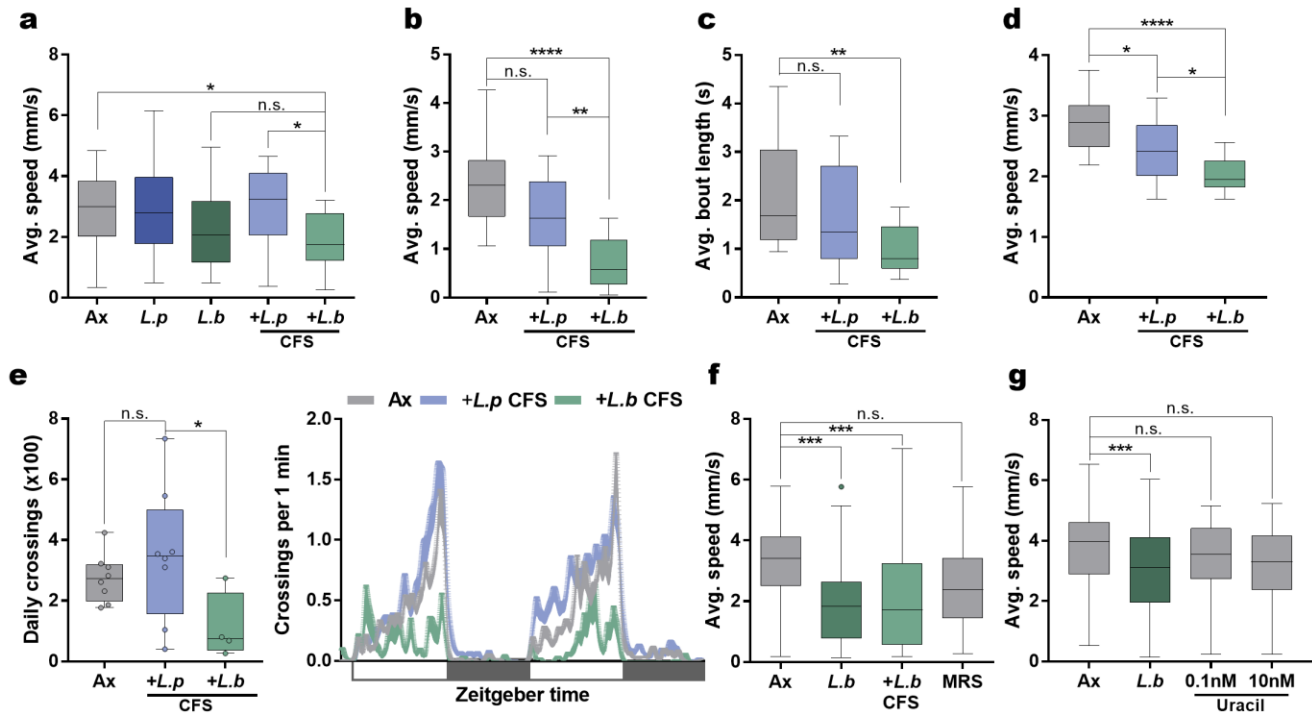 a
Avg. speed (mm/s)
8
6
4
2
0
*
n.s.
*
Ax
L.p
L.b
+L.p
+L.b
CFS
b
Avg. speed (mm/s)
5
4
3
2
1
0
****
n.s.
**
Ax
+L.p
+L.b
CFS
c
Avg. bout length (s)
5
4
3
2
1
0
**
n.s.
Ax
+L.p
+L.b
CFS
d
Avg. speed (mm/s)
4
3
2
1
0
****
*
*
Ax
+L.p
+L.b
CFS
e
Daily crossings (x100)
8
6
4
2
0
n.s.
*
Ax
+L.p
+L.b
CFS
Ax
+L.p CFS
+L.b CFS
Crossings per 1 min
2.0
1.5
1.0
0.5
0.0
Zeitgeber time
f
Avg. speed (mm/s)
8
6
4
2
0
n.s.
***
***
Ax
L.b
+L.b
MRS
CFS
g
Avg. speed (mm/s)
8
6
4
2
0
n.s.
n.s.
***
Ax
L.b
0.1nM
10nM
Uracil